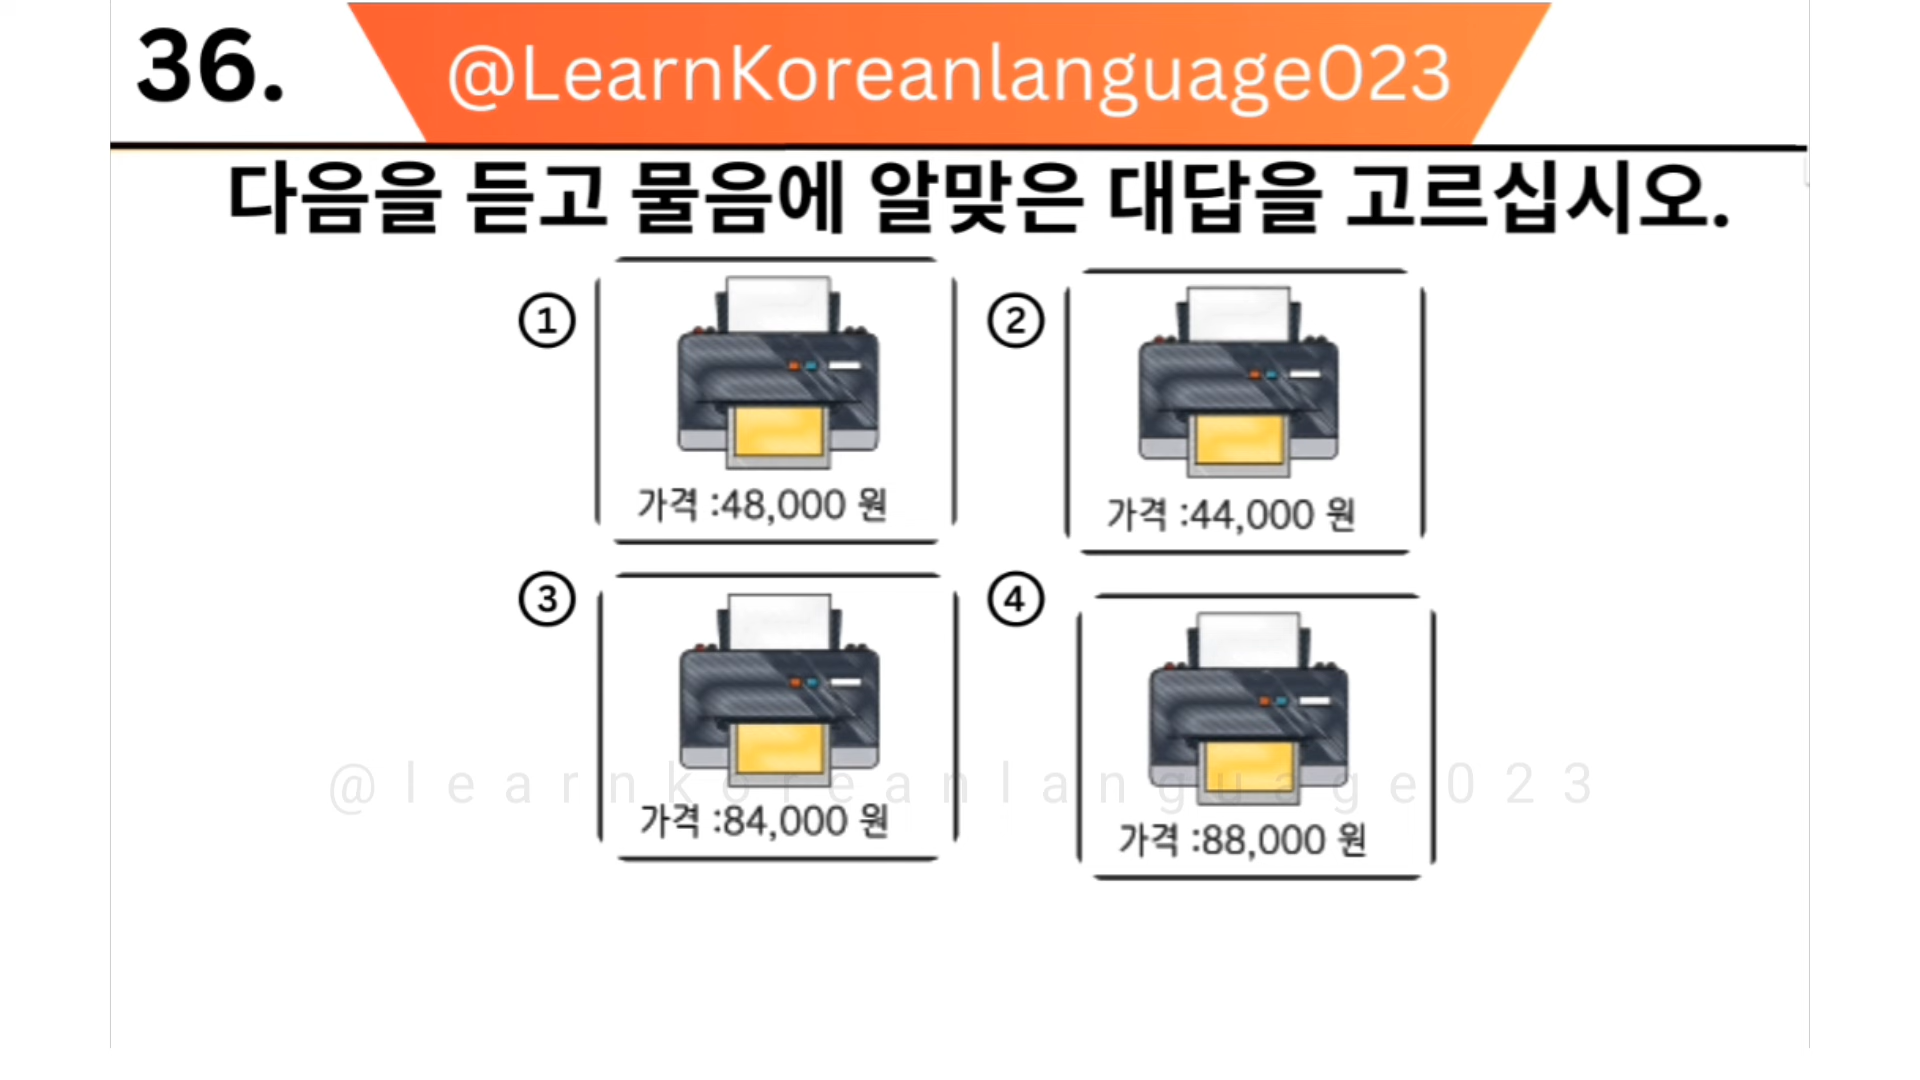 36.
@LearnKoreanlanguage023
다음을 듣고 물음에 알맞은 대답을 고르십시오.
①
가격 :48,000 원
②
가격 :44,000 원
③
가격 :84,000 원
④
가격 :88,000 원
@learnkoreanlanguage023